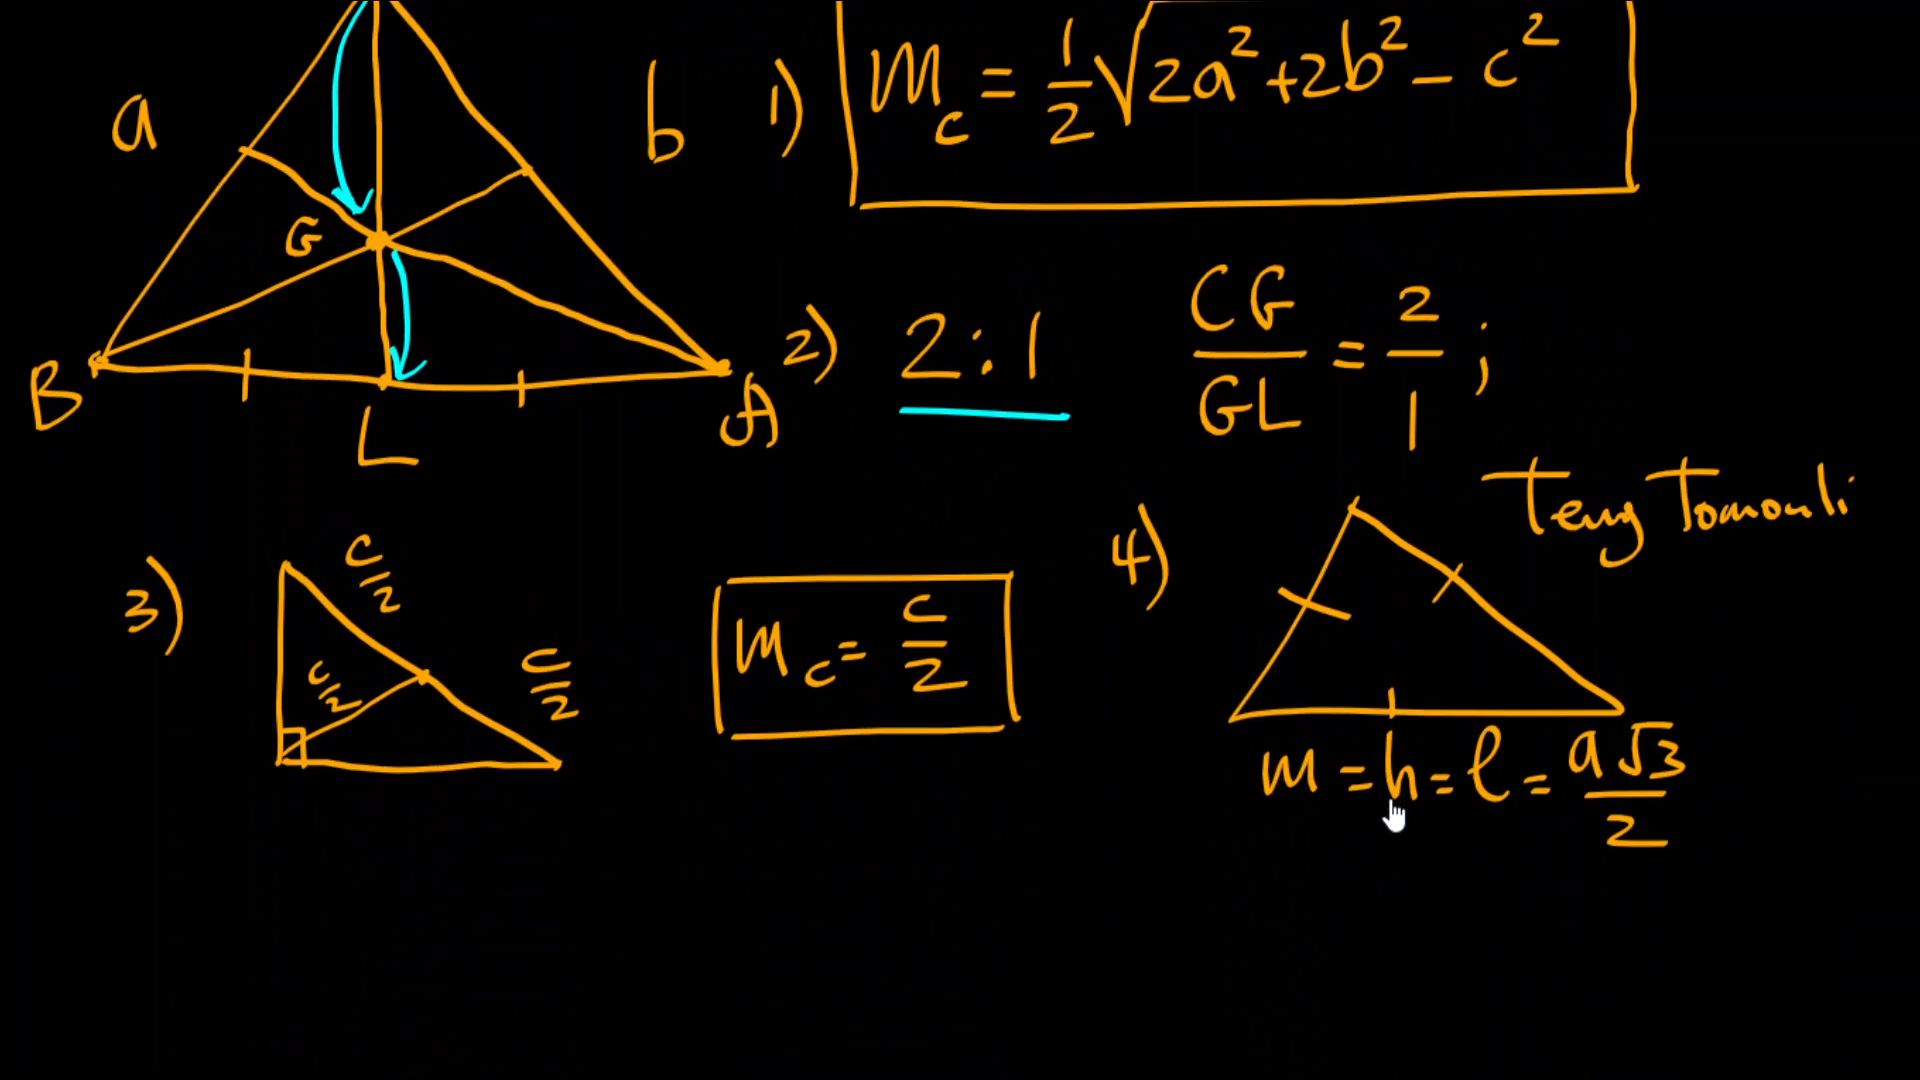 a
b
1) m_c = 1/2 √2a² + 2b² - c²
G
B
L
A
2) 2:1 CG/GL = 2/1 ;
3) c/2
c/2
c/2
m_c = c/2
4) Teng Tomonli
m = h = ℓ = a√3/2